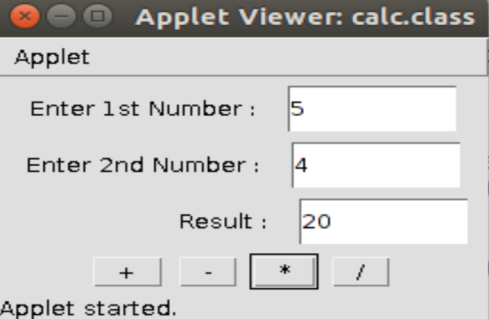 Applet Viewer: calc.class
Applet
Enter 1st Number : 5
Enter 2nd Number : 4
Result : 20
+ - * /
Applet started.